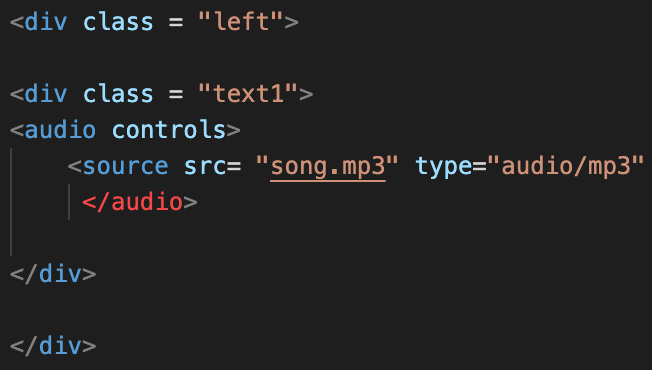 <div class = "left">
<div class = "text1">
<audio controls>
<source src= "song.mp3" type="audio/mp3"
</audio>
</div>
</div>